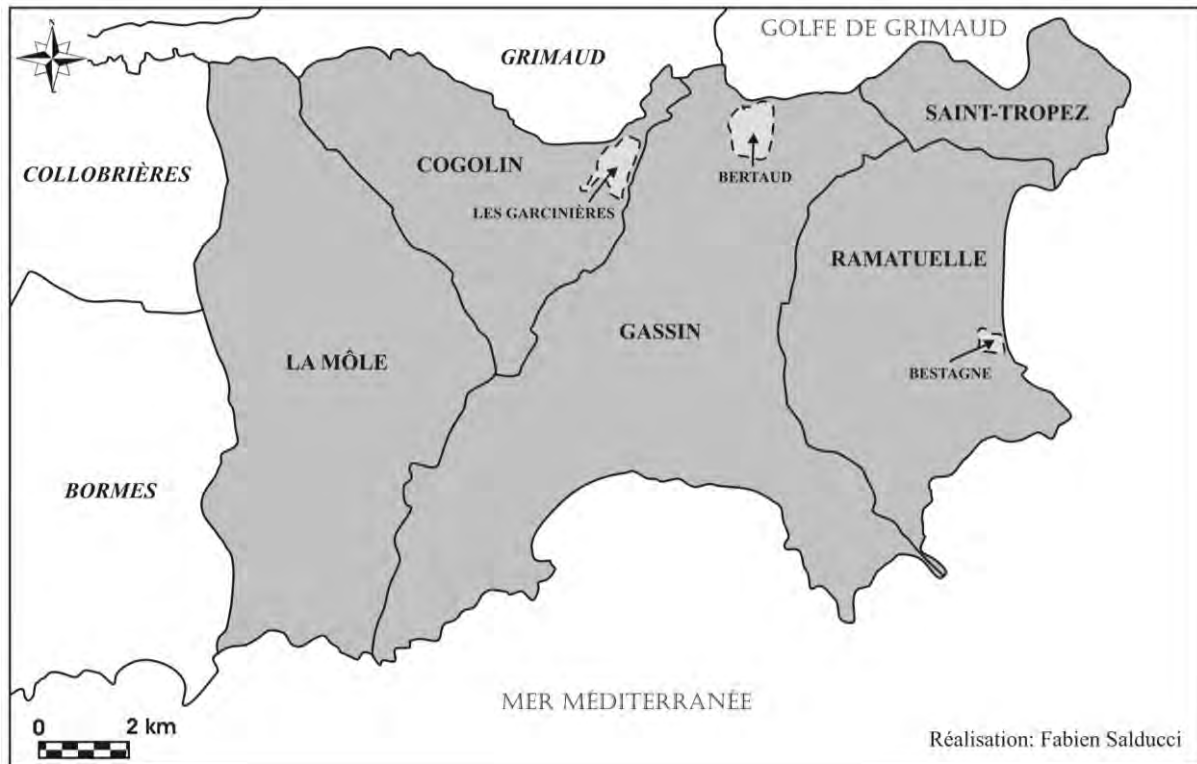 N
GOLFE DE GRIMAUD
GRIMAUD
SAINT-TROPEZ
COLLOBRIÈRES
COGOLIN
BERTAUD
LES GARCINIÈRES
RAMATUELLE
GASSIN
LA MÔLE
BESTAGNE
BORMES
MER MÉDITERRANÉE
0 2 km
Réalisation: Fabien Salducci